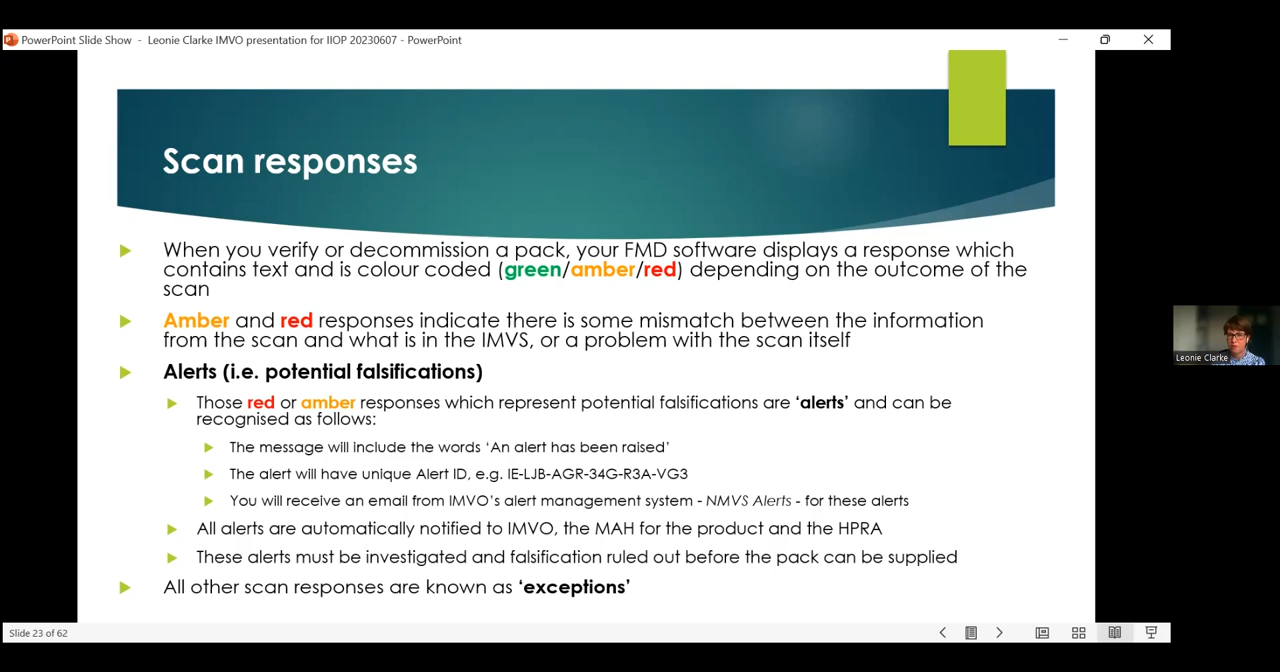 PowerPoint Slide Show - Leonie Clarke IMVO presentation for IIOP 20230607 - PowerPoint
Scan responses
When you verify or decommission a pack, your FMD software displays a response which
contains text and is colour coded (green/amber/red) depending on the outcome of the
scan
Amber and red responses indicate there is some mismatch between the information
from the scan and what is in the IMVS, or a problem with the scan itself
Alerts (i.e. potential falsifications)
Those red or amber responses which represent potential falsifications are ‘alerts’ and can be
recognised as follows:
The message will include the words ‘An alert has been raised’
The alert will have unique Alert ID, e.g. IE-LJB-AGR-34G-R3A-VG3
You will receive an email from IMVO’s alert management system - NMVS Alerts - for these alerts
All alerts are automatically notified to IMVO, the MAH for the product and the HPRA
These alerts must be investigated and falsification ruled out before the pack can be supplied
All other scan responses are known as ‘exceptions’
Leonie Clarke
Slide 23 of 62